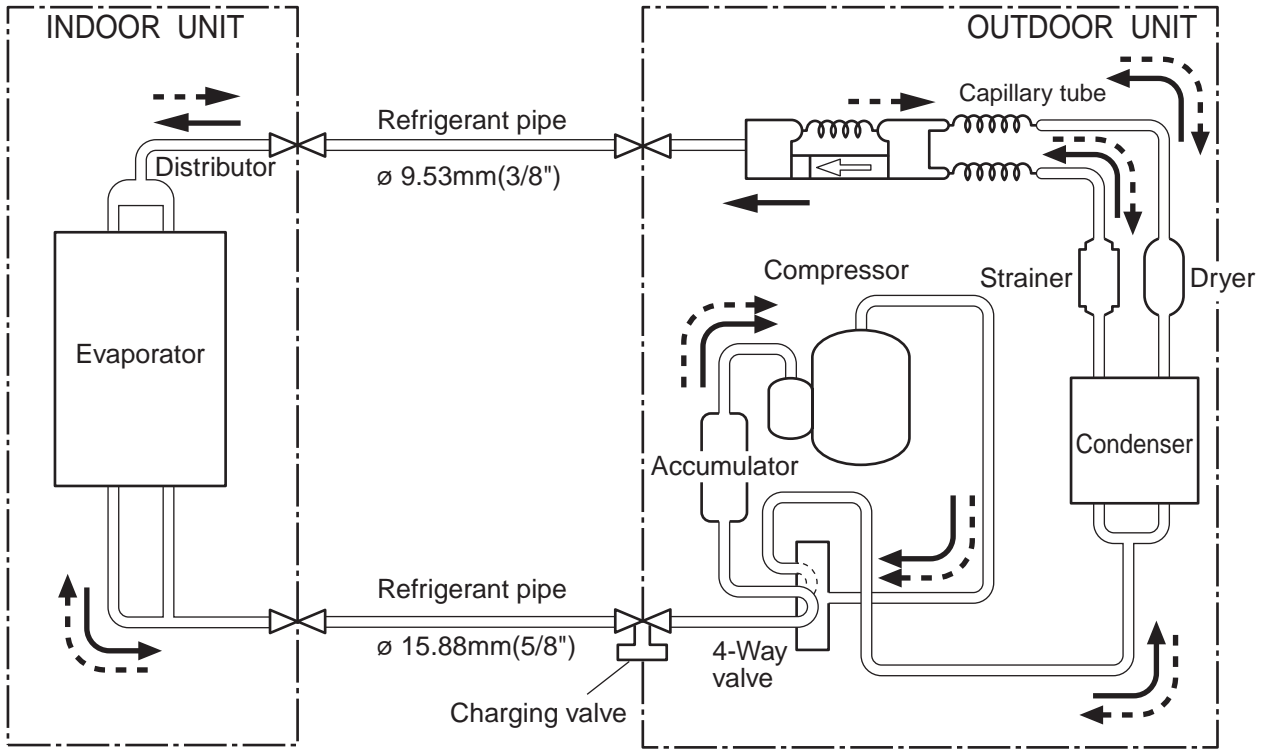 INDOOR UNIT
OUTDOOR UNIT
Capillary tube
Refrigerant pipe
Distributor
ø 9.53mm(3/8")
Compressor
Strainer
Dryer
Evaporator
Condenser
Accumulator
Refrigerant pipe
ø 15.88mm(5/8")
4-Way
valve
Charging valve